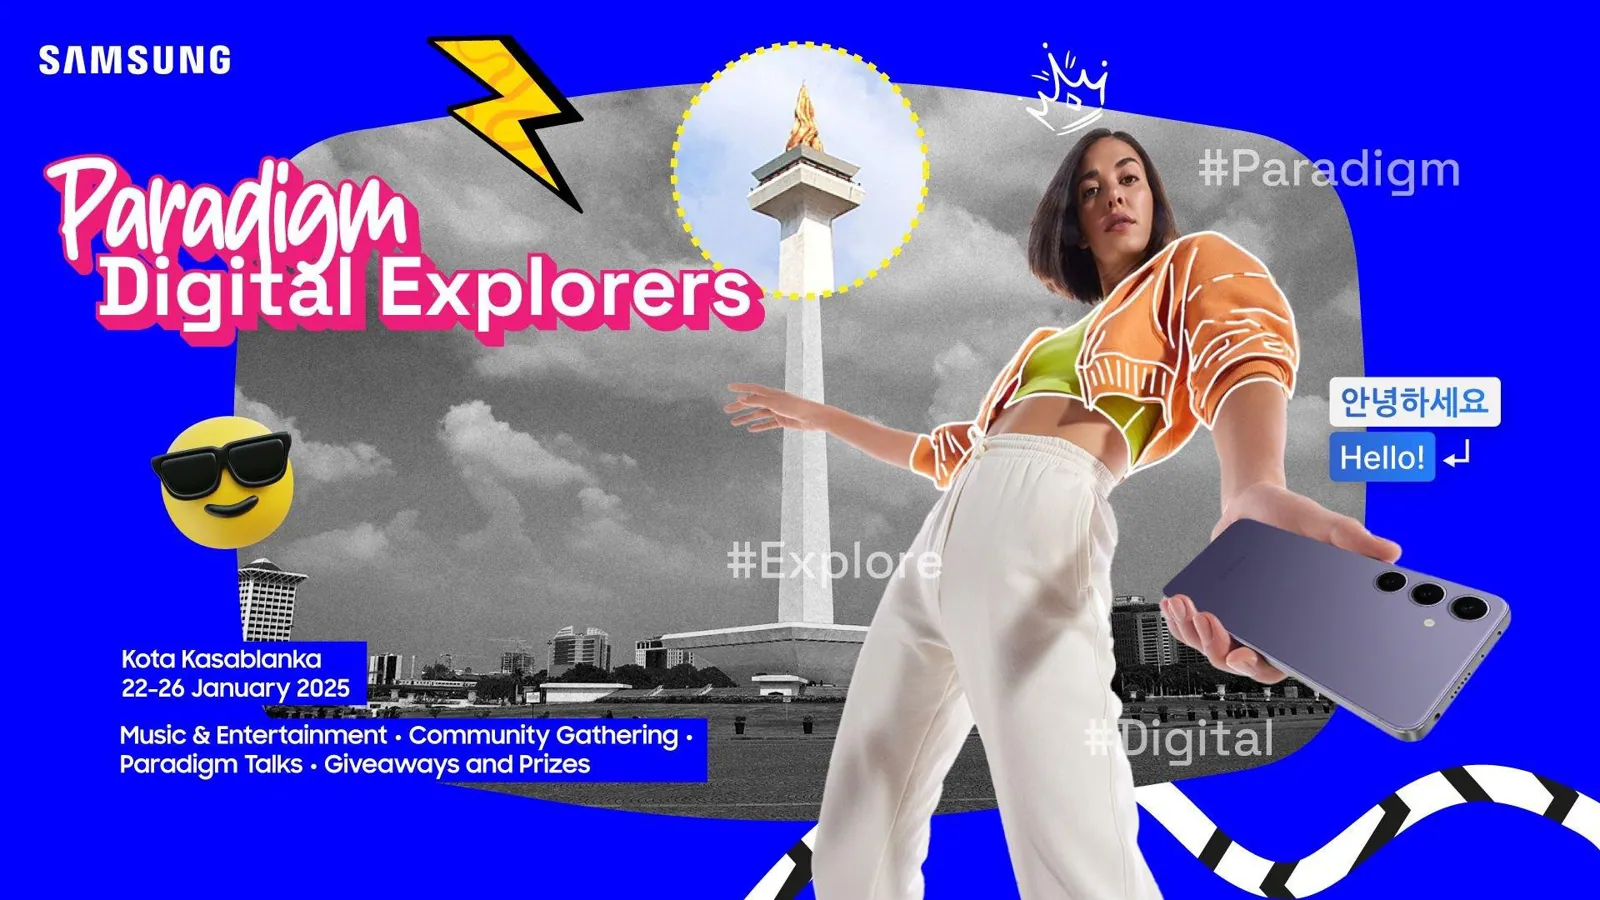 SAMSUNG
Paradigm
Digital Explorers
#Paradigm
안녕하세요
Hello!
#Explore
Kota Kasablanka
22-26 January 2025
#Digital
Music & Entertainment • Community Gathering •
Paradigm Talks • Giveaways and Prizes